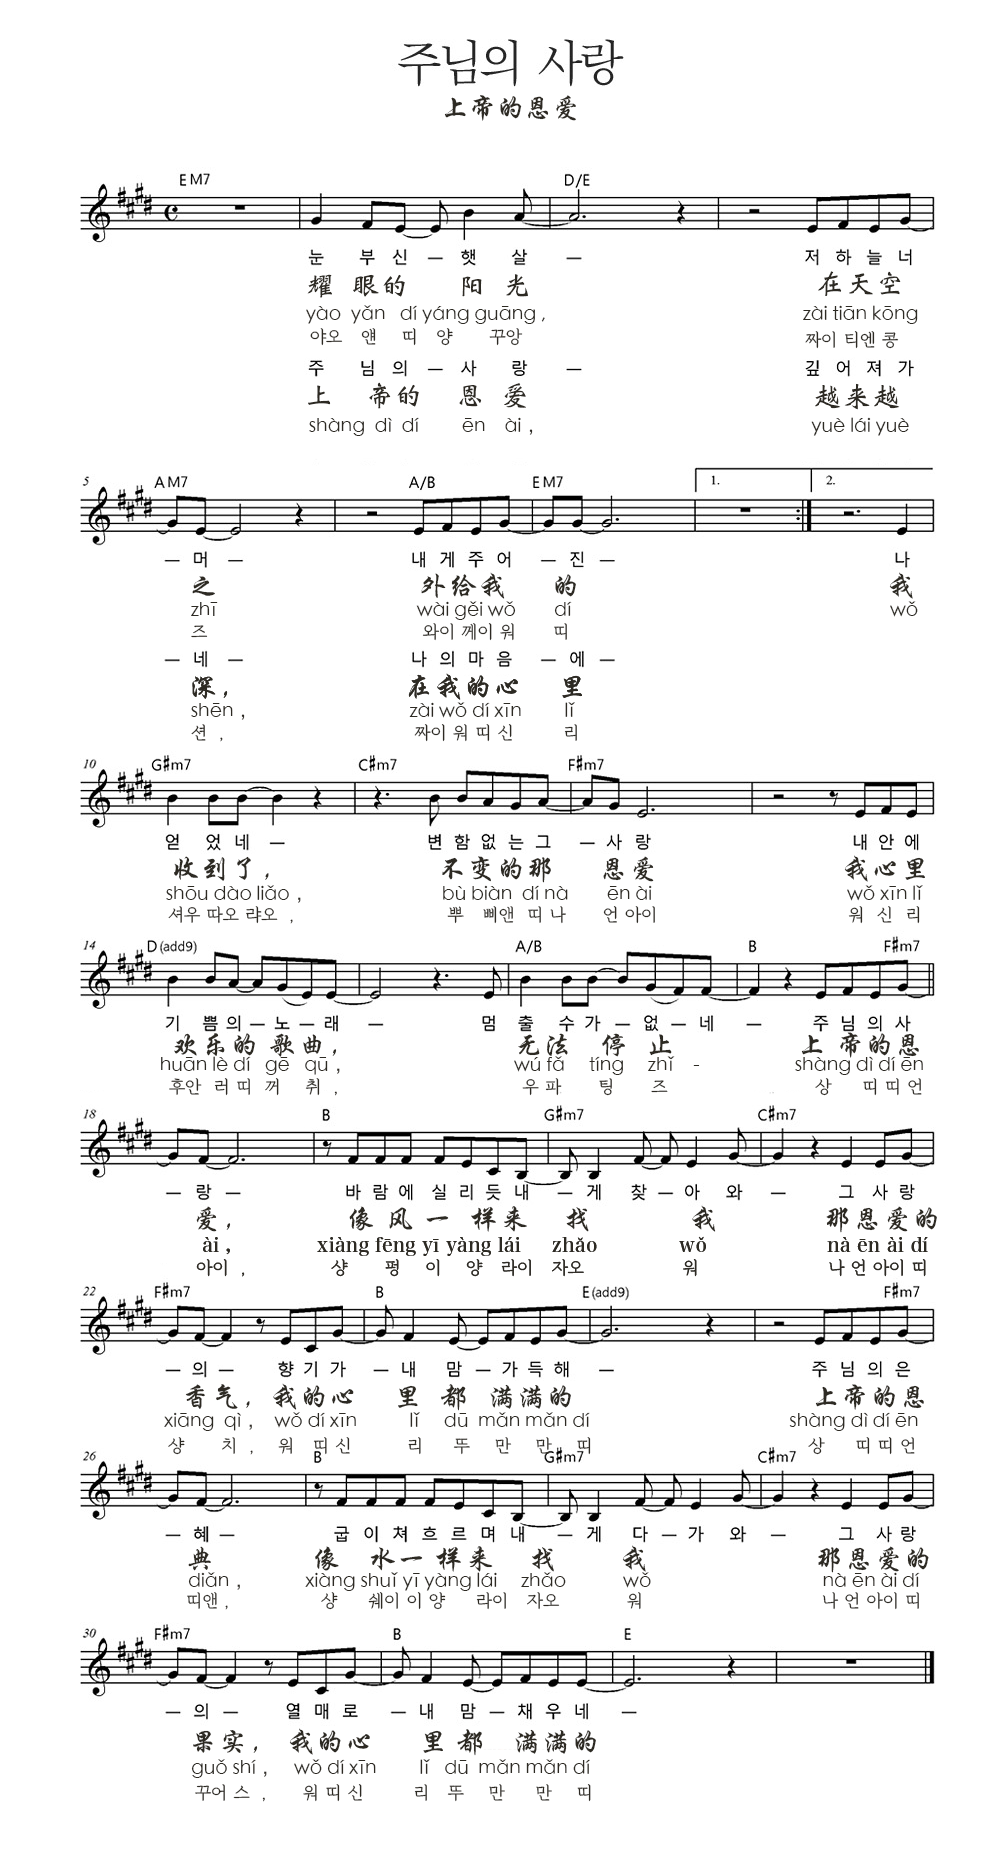 주님의 사랑
上帝的恩爱
E M7 D/E
눈 부 신 – 햇 살 – 저 하 늘 너
耀 眼 的 阳 光 在 天 空
yào yǎn dí yáng guāng , zài tiān kōng
야오 앤 띠 양 꾸앙 짜이 티엔 콩
주 님 의 – 사 랑 – 깊 어 져 가
上 帝 的 恩 爱 越 来 越
shàng dì dí ēn ài , yuè lái yuè
5 A M7 A/B E M7 1. 2.
– 머 – 내 게 주 어 – 진 – 나
之 外 给 我 的 我
zhī wài gěi wǒ dí wǒ
즈 와이 께이 워 띠
– 네 – 나 의 마 음 – 에 –
深, 在 我 的 心 里
shēn , zài wǒ dí xīn lǐ
션 , 짜이 워 띠 신 리
10 G#m7 C#m7 F#m7
얻 었 네 – 변 함 없 는 그 – 사 랑 내 안 에
收 到 了, 不 变 的 那 恩 爱 我 心 里
shōu dào liǎo , bù biàn dí nà ēn ài wǒ xīn lǐ
셔우 따오 랴오 , 뿌 삐앤 띠 나 언 아이 워 신 리
14 D (add9) A/B B F#m7
기 쁨 의 – 노 – 래 – 멈 출 수 가 – 없 – 네 – 주 님 의 사
欢 乐 的 歌 曲, 无 法 停 止 上 帝 的 恩
huān lè dí gē qū , wú fǎ tíng zhǐ - shàng dì dí ēn
후안 러 띠 꺼 취 , 우 파 팅 즈 상 띠 띠 언
18 B G#m7 C#m7
– 랑 – 바 람 에 실 리 듯 내 – 게 찾 – 아 와 – 그 사 랑
爱, 像 风 一 样 来 找 我 那 恩 爱 的
ài , xiàng fēng yī yàng lái zhǎo wǒ nà ēn ài dí
아이 , 샹 펑 이 양 라이 자오 워 나 언 아이 띠
22 F#m7 B E (add9) F#m7
– 의 – 향 기 가 – 내 맘 – 가 득 해 – 주 님 의 은
香 气, 我 的 心 里 都 满 满 的 上 帝 的 恩
xiāng qì , wǒ dí xīn lǐ dū mǎn mǎn dí shàng dì dí ēn
샹 치 , 워 띠 신 리 뚜 만 만 띠 상 띠 띠 언
26 B G#m7 C#m7
– 혜 – 굽 이 쳐 흐 르 며 내 – 게 다 – 가 와 – 그 사 랑
典 像 水 一 样 来 找 我 那 恩 爱 的
diǎn , xiàng shuǐ yī yàng lái zhǎo wǒ nà ēn ài dí
띠앤 , 샹 쉐이 이 양 라이 자오 워 나 언 아이 띠
30 F#m7 B E
– 의 – 열 매 로 – 내 맘 – 채 우 네 –
果 实, 我 的 心 里 都 满 满 的
guǒ shí , wǒ dí xīn lǐ dū mǎn mǎn dí
꾸어 스 , 워 띠 신 리 뚜 만 만 띠